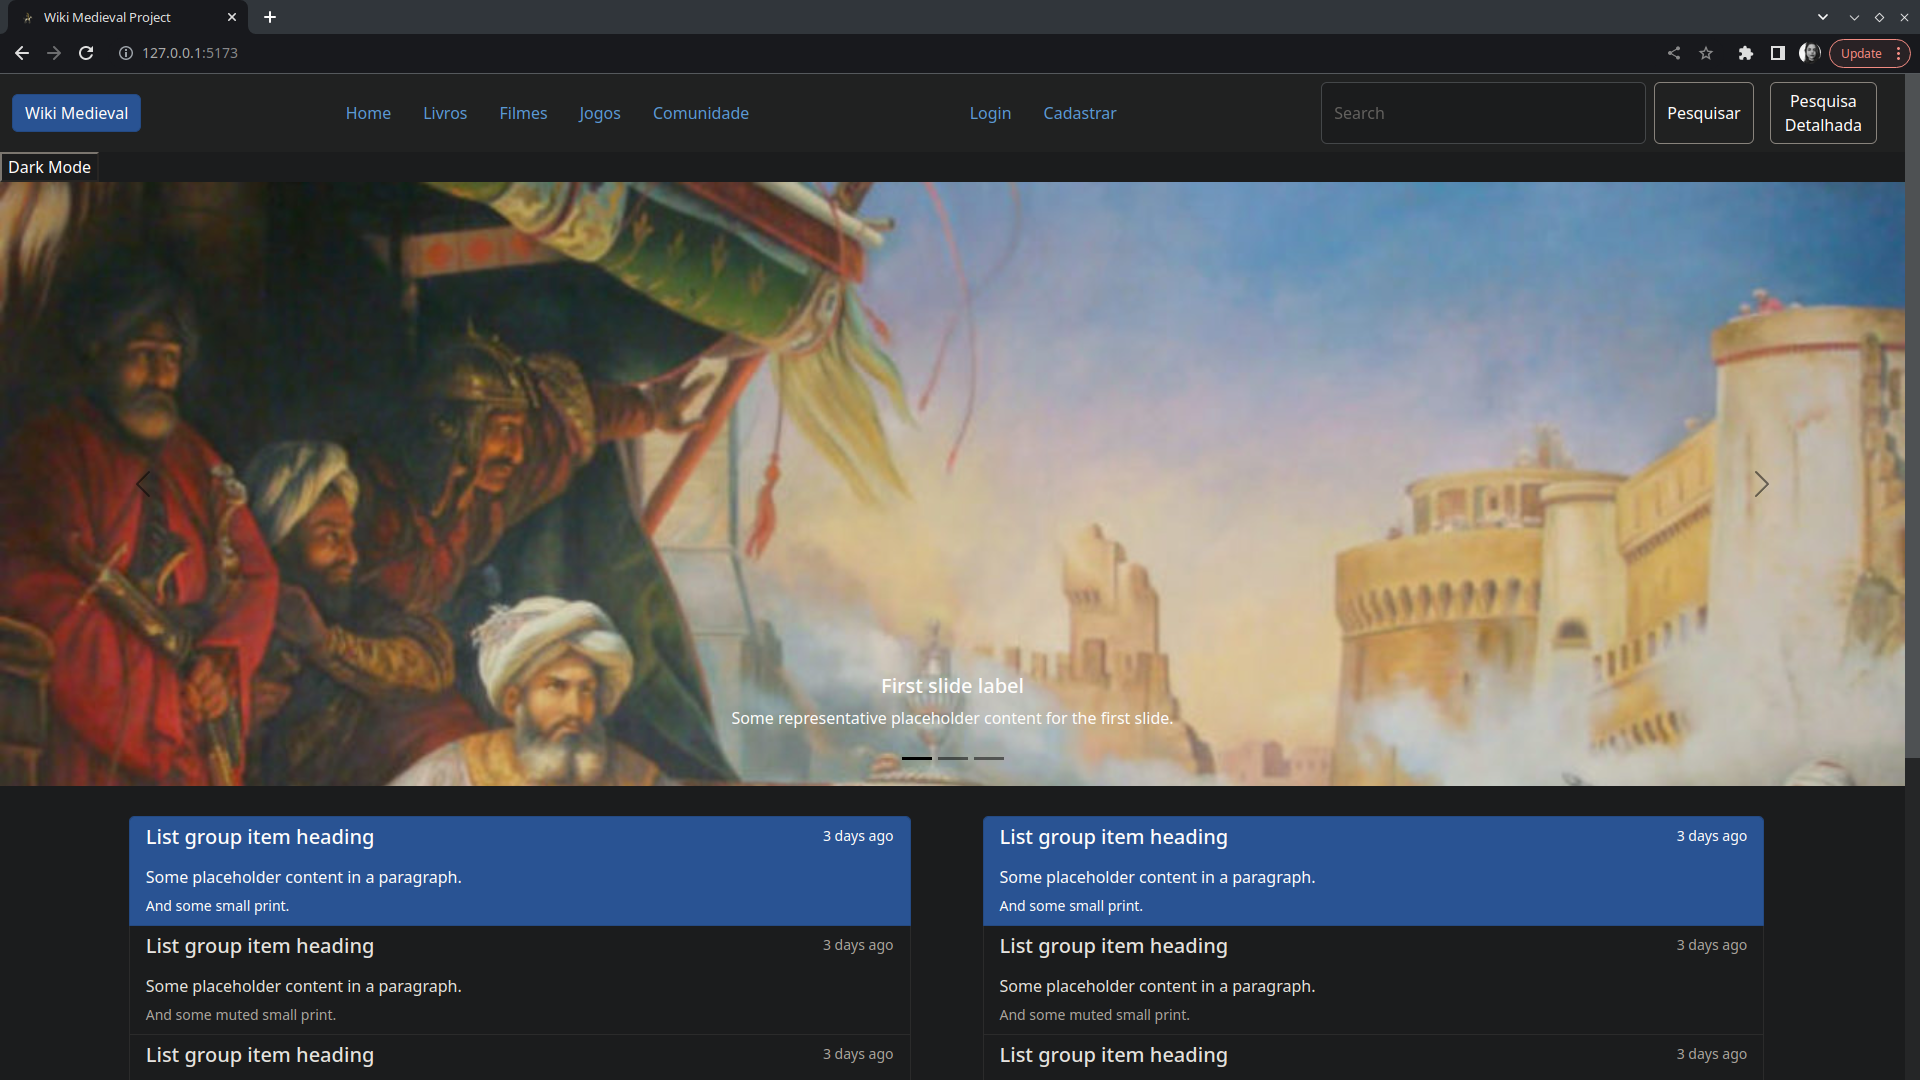 Wiki Medieval Project
127.0.0.1:5173
Update
Wiki Medieval
Home
Livros
Filmes
Jogos
Comunidade
Login
Cadastrar
Search
Pesquisar
Pesquisa
Detalhada
Dark Mode
First slide label
Some representative placeholder content for the first slide.
List group item heading
3 days ago
Some placeholder content in a paragraph.
And some small print.
List group item heading
3 days ago
Some placeholder content in a paragraph.
And some muted small print.
List group item heading
3 days ago
List group item heading
3 days ago
Some placeholder content in a paragraph.
And some small print.
List group item heading
3 days ago
Some placeholder content in a paragraph.
And some muted small print.
List group item heading
3 days ago